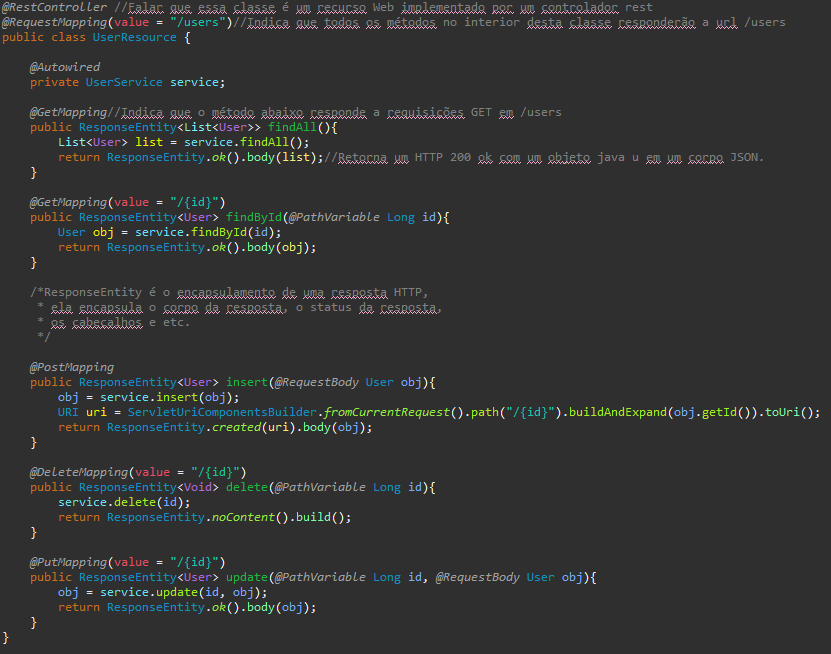 @RestController //Falar que essa classe é um recurso Web implementado por um controlador rest
@RequestMapping(value = "/users")//Indica que todos os métodos no interior desta classe responderão a url /users
public class UserResource {
@Autowired
private UserService service;
@GetMapping//Indica que o método abaixo responde a requisições GET em /users
public ResponseEntity<List<User>> findAll(){
List<User> list = service.findAll();
return ResponseEntity.ok().body(list);//Retorna um HTTP 200 ok com um objeto java u em um corpo JSON.
}
@GetMapping(value = "/{id}")
public ResponseEntity<User> findById(@PathVariable Long id){
User obj = service.findById(id);
return ResponseEntity.ok().body(obj);
}
/*ResponseEntity é o encapsulamento de uma resposta HTTP,
* ela encapsula o corpo da resposta, o status da resposta,
* os cabeçalhos e etc.
*/
@PostMapping
public ResponseEntity<User> insert(@RequestBody User obj){
obj = service.insert(obj);
URI uri = ServletUriComponentsBuilder.fromCurrentRequest().path("/{id}").buildAndExpand(obj.getId()).toUri();
return ResponseEntity.created(uri).body(obj);
}
@DeleteMapping(value = "/{id}")
public ResponseEntity<Void> delete(@PathVariable Long id){
service.delete(id);
return ResponseEntity.noContent().build();
}
@PutMapping(value = "/{id}")
public ResponseEntity<User> update(@PathVariable Long id, @RequestBody User obj){
obj = service.update(id, obj);
return ResponseEntity.ok().body(obj);
}
}